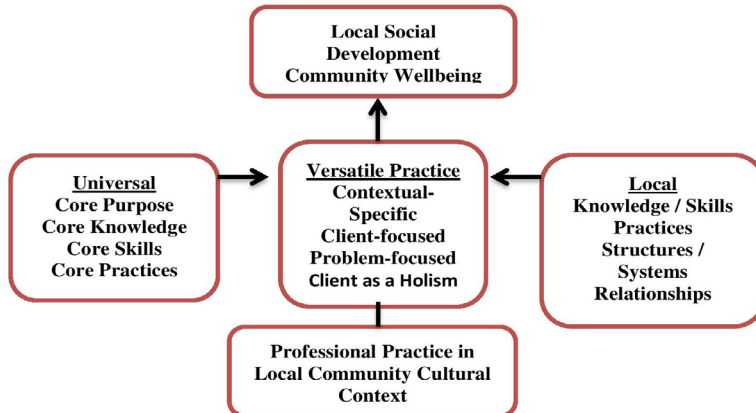 Local Social
Development
Community Wellbeing
Universal
Core Purpose
Core Knowledge
Core Skills
Core Practices
Versatile Practice
Contextual-
Specific
Client-focused
Problem-focused
Client as a Holism
Local
Knowledge / Skills
Practices
Structures /
Systems
Relationships
Professional Practice in
Local Community Cultural
Context